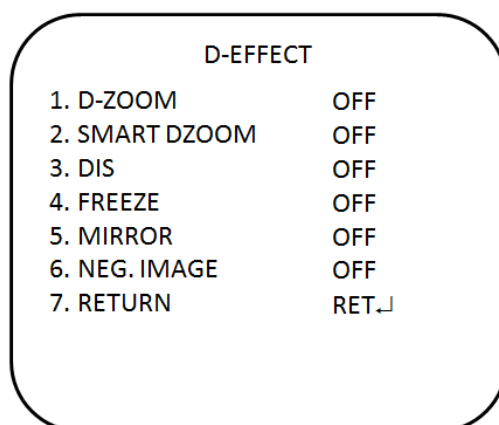 D-EFFECT
1. D-ZOOM OFF
2. SMART DZOOM OFF
3. DIS OFF
4. FREEZE OFF
5. MIRROR OFF
6. NEG. IMAGE OFF
7. RETURN RET↵